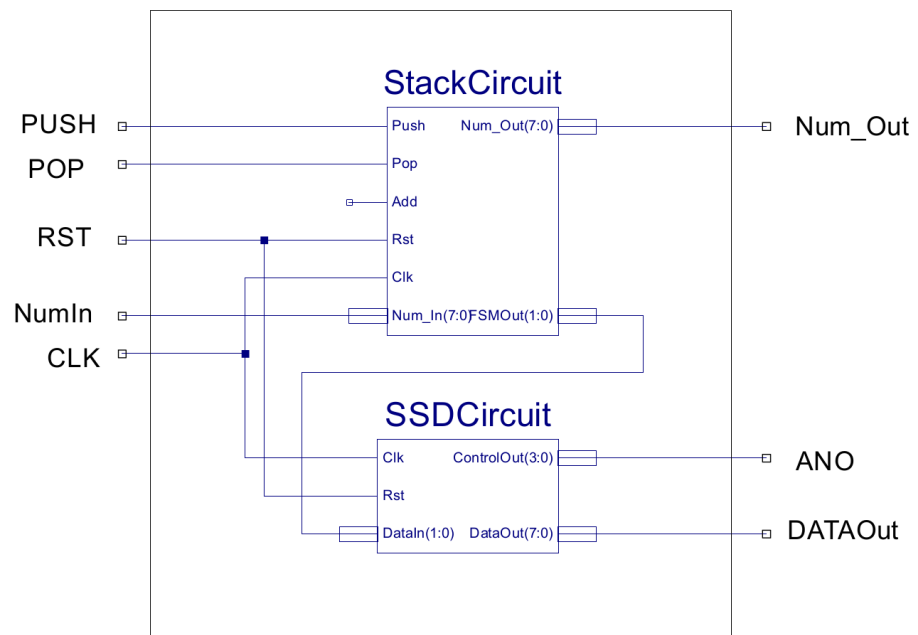 StackCircuit
PUSH
Push
Num_Out(7:0)
Num_Out
POP
Pop
Add
RST
Rst
Clk
NumIn
Num_In(7:0)
FSMOut(1:0)
CLK
SSDCircuit
Clk
ControlOut(3:0)
ANO
Rst
DataIn(1:0)
DataOut(7:0)
DATAOut